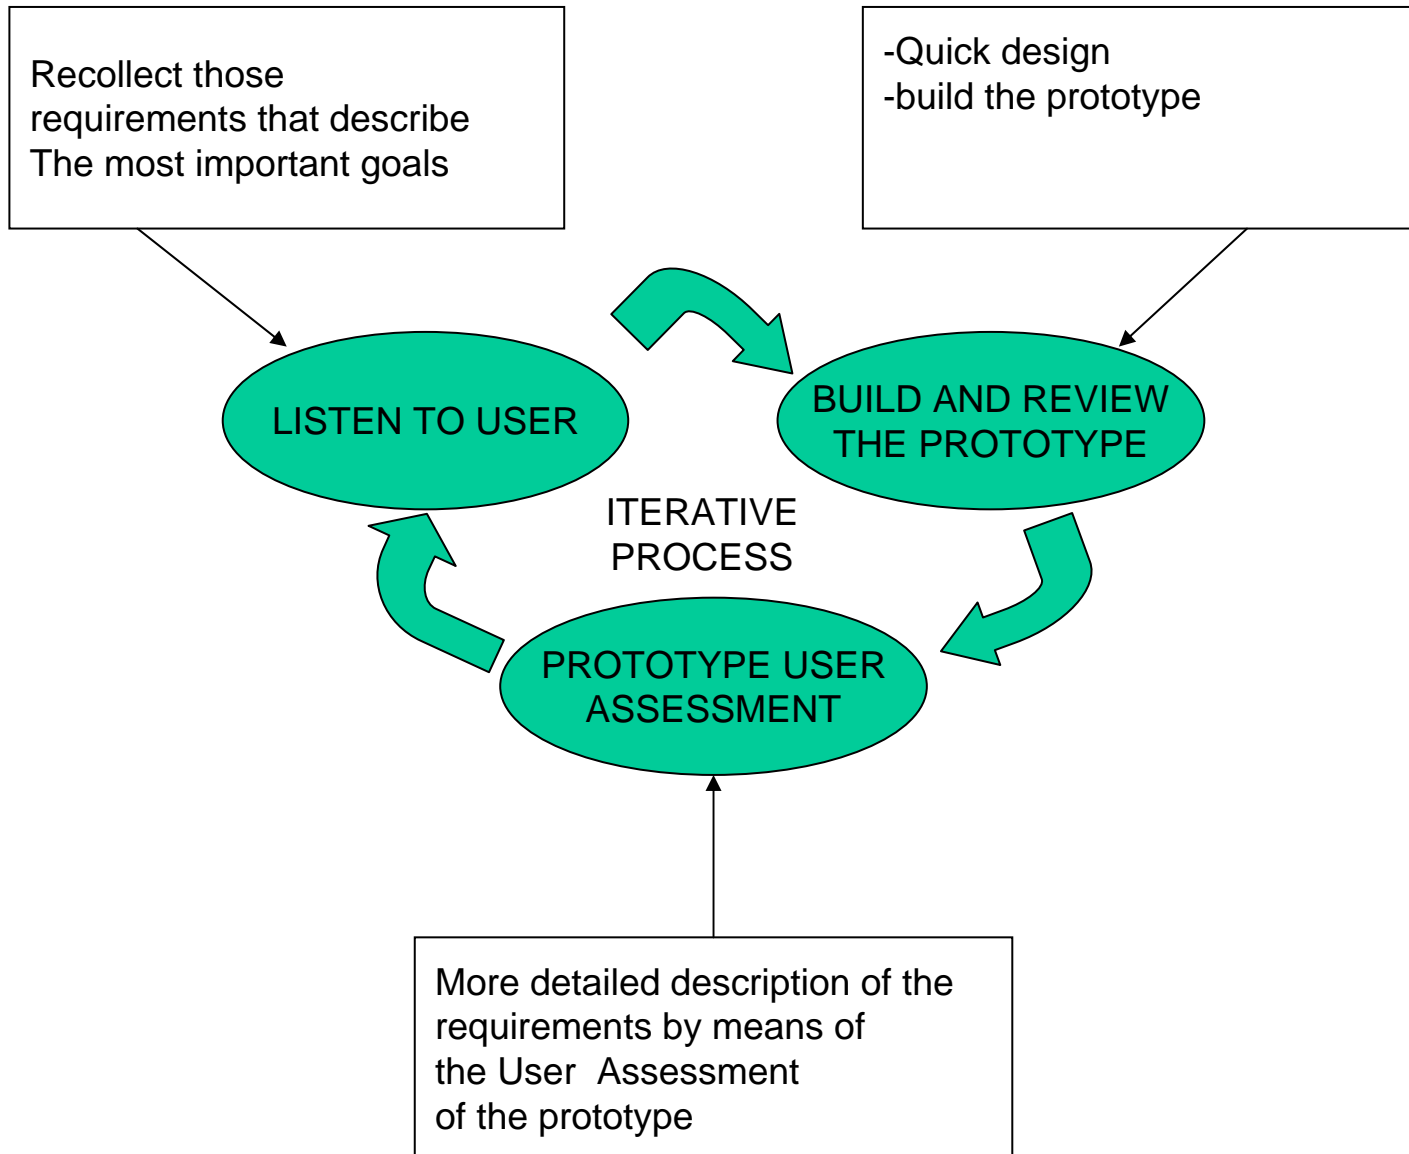 Recollect those
requirements that describe
The most important goals
-Quick design
-build the prototype
LISTEN TO USER
BUILD AND REVIEW
THE PROTOTYPE
ITERATIVE
PROCESS
PROTOTYPE USER
ASSESSMENT
More detailed description of the
requirements by means of
the User  Assessment
of the prototype